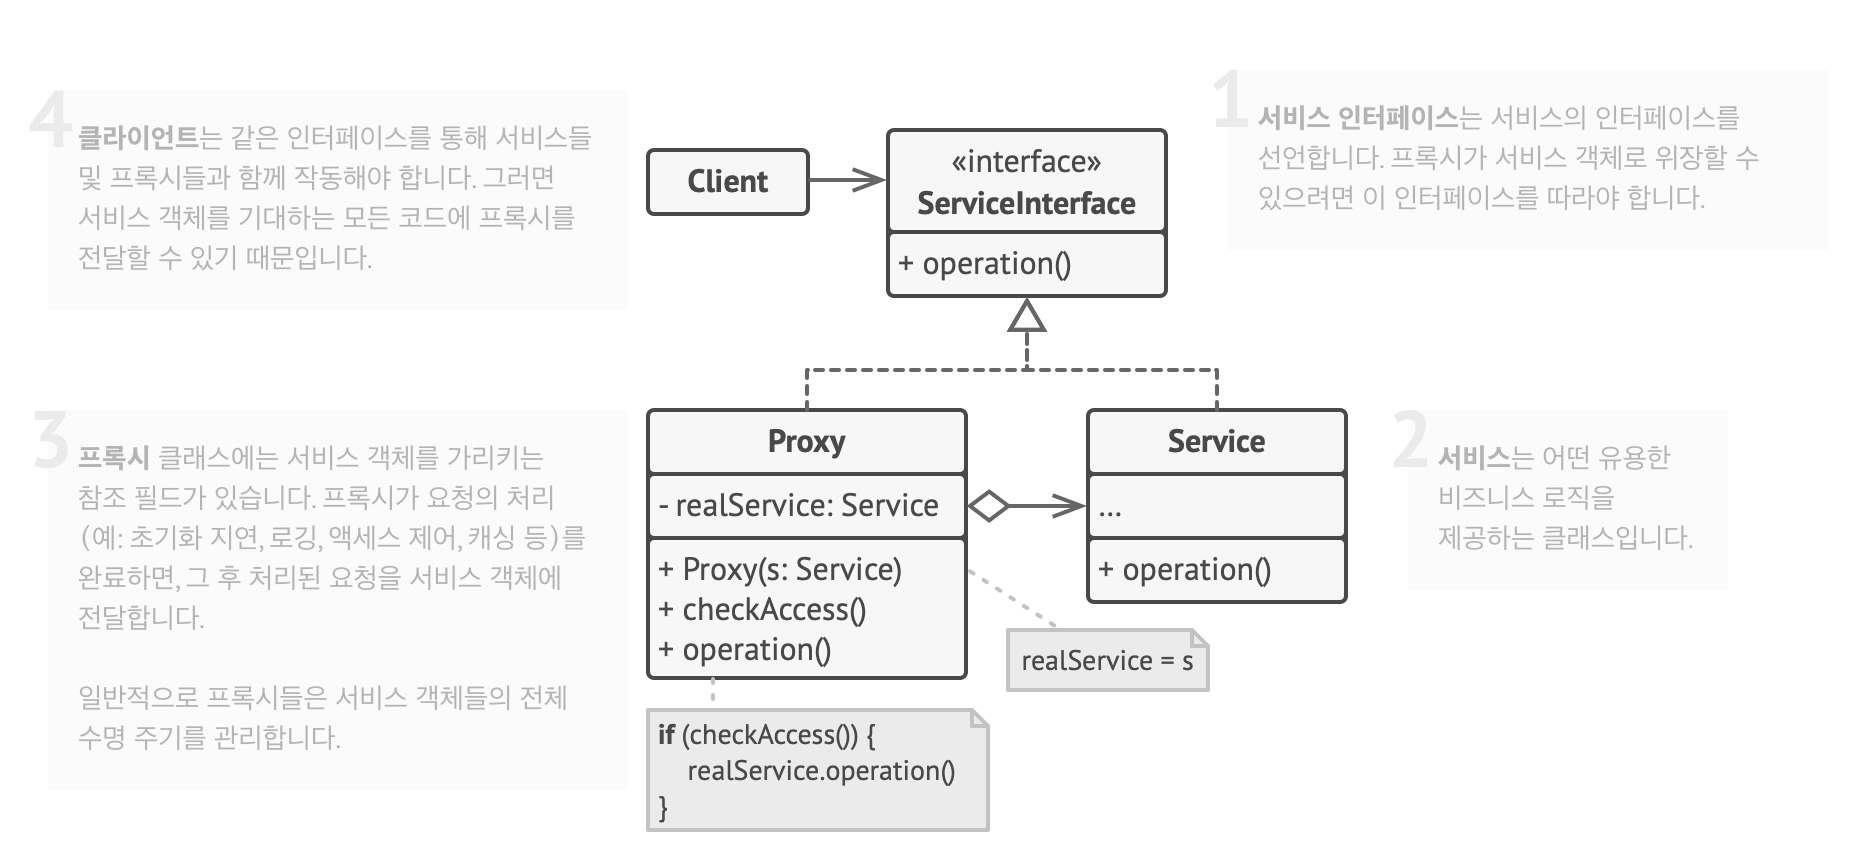 1
서비스 인터페이스는 서비스의 인터페이스를
선언합니다. 프록시가 서비스 객체로 위장할 수
있으려면 이 인터페이스를 따라야 합니다.
4
클라이언트는 같은 인터페이스를 통해 서비스들
및 프록시들과 함께 작동해야 합니다. 그러면
서비스 객체를 기대하는 모든 코드에 프록시를
전달할 수 있기 때문입니다.
Client
«interface»
ServiceInterface
+ operation()
3
프록시 클래스에는 서비스 객체를 가리키는
참조 필드가 있습니다. 프록시가 요청의 처리
(예: 초기화 지연, 로깅, 액세스 제어, 캐싱 등)를
완료하면, 그 후 처리된 요청을 서비스 객체에
전달합니다.
일반적으로 프록시들은 서비스 객체들의 전체
수명 주기를 관리합니다.
Proxy
- realService: Service
+ Proxy(s: Service)
+ checkAccess()
+ operation()
Service
...
+ operation()
2
서비스는 어떤 유용한
비즈니스 로직을
제공하는 클래스입니다.
realService = s
if (checkAccess()) {
realService.operation()
}